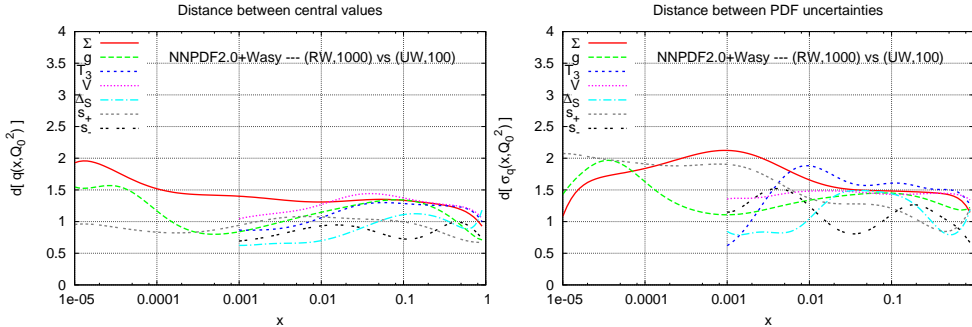 Distance between central values
4
3.5
3
2.5
2
1.5
1
0.5
0
d[ q(x,Q₀²) ]
Σ
g
T₃
V
Δ_S
s₊
s₋
NNPDF2.0+Wasy --- (RW,1000) vs (UW,100)
1e-05 0.0001 0.001 0.01 0.1 1
x
Distance between PDF uncertainties
4
3.5
3
2.5
2
1.5
1
0.5
0
d[ σ_q(x,Q₀²) ]
Σ
g
T₃
V
Δ_S
s₊
s₋
NNPDF2.0+Wasy --- (RW,1000) vs (UW,100)
1e-05 0.0001 0.001 0.01 0.1
x